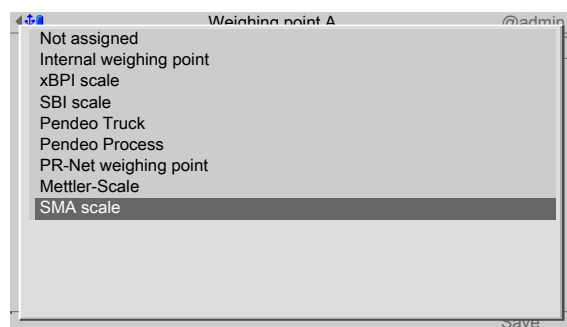 Weighing point A @admin
Not assigned
Internal weighing point
xBPI scale
SBI scale
Pendeo Truck
Pendeo Process
PR-Net weighing point
Mettler-Scale
SMA scale
Save